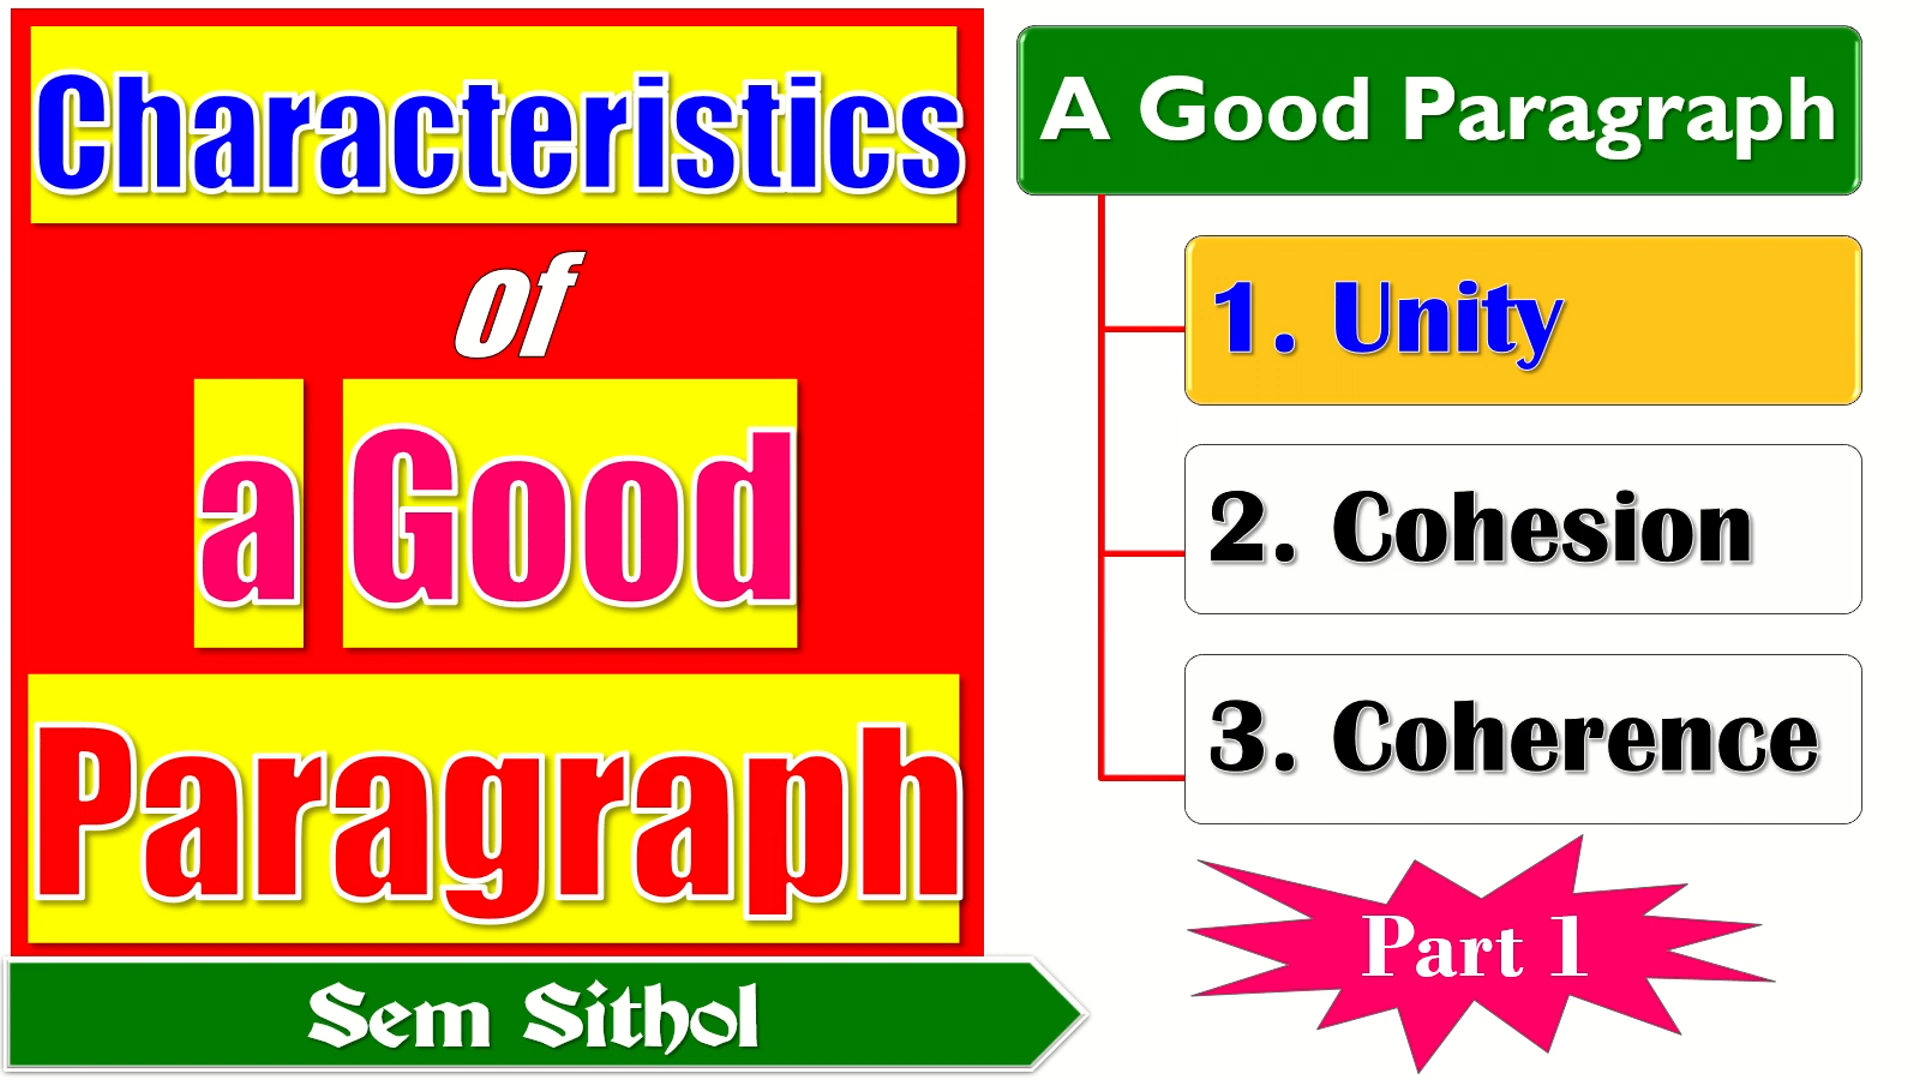 Characteristics
of
a Good
Paragraph
Sem Sithol
A Good Paragraph
1. Unity
2. Cohesion
3. Coherence
Part 1